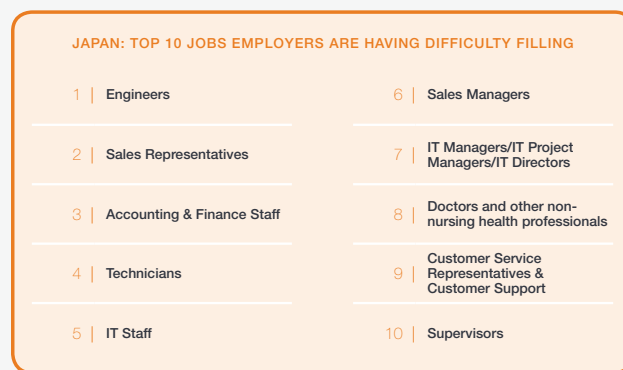 JAPAN: TOP 10 JOBS EMPLOYERS ARE HAVING DIFFICULTY FILLING
1 | Engineers
2 | Sales Representatives
3 | Accounting & Finance Staff
4 | Technicians
5 | IT Staff
6 | Sales Managers
7 | IT Managers/IT Project
Managers/IT Directors
8 | Doctors and other non-
nursing health professionals
9 | Customer Service
Representatives &
Customer Support
10 | Supervisors